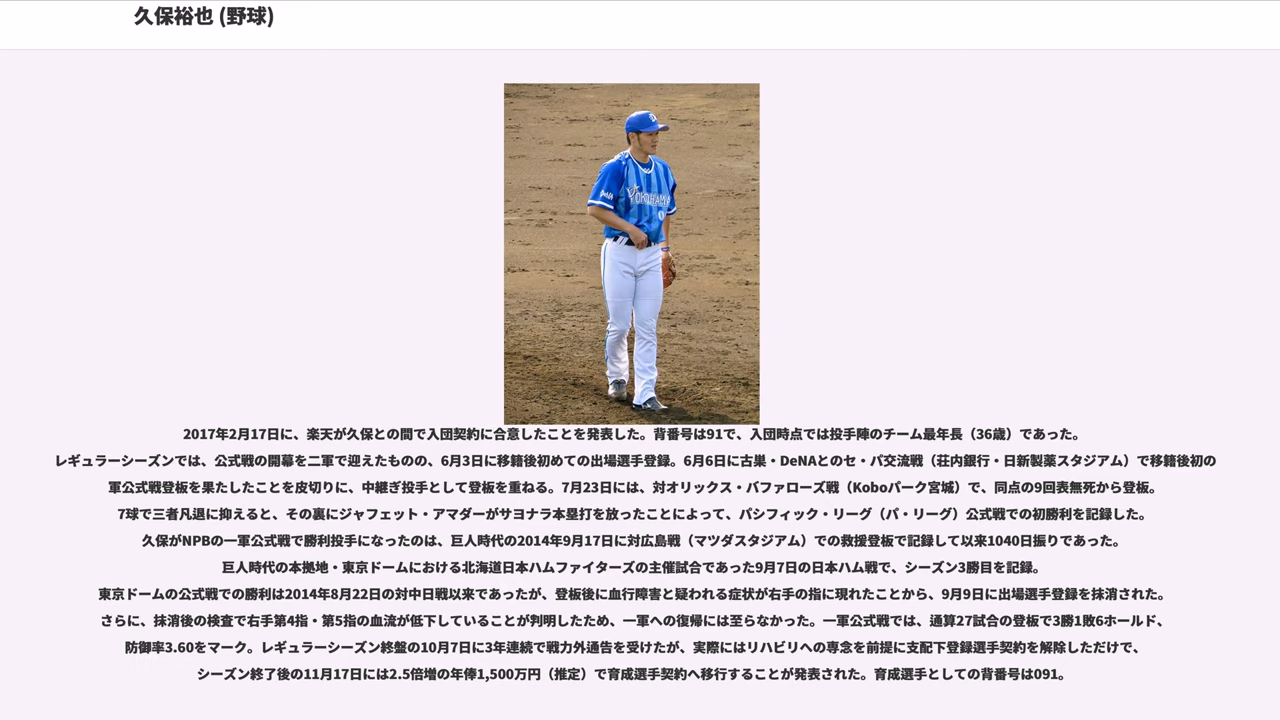 久保裕也 (野球)
YOKOHAMA
2017年2月17日に、楽天が久保との間で入団契約に合意したことを発表した。背番号は91で、入団時点では投手陣のチーム最年長（36歳）であった。
レギュラーシーズンでは、公式戦の開幕を二軍で迎えたものの、6月3日に移籍後初めての出場選手登録。6月6日に古巣・DeNAとのセ・パ交流戦（荘内銀行・日新製薬スタジアム）で移籍後初の
軍公式戦登板を果たしたことを皮切りに、中継ぎ投手として登板を重ねる。7月23日には、対オリックス・バファローズ戦（Koboパーク宮城）で、同点の9回表無死から登板。
7球で三者凡退に抑えると、その裏にジャフェット・アマダーがサヨナラ本塁打を放ったことによって、パシフィック・リーグ（パ・リーグ）公式戦での初勝利を記録した。
久保がNPBの一軍公式戦で勝利投手になったのは、巨人時代の2014年9月17日に対広島戦（マツダスタジアム）での救援登板で記録して以来1040日振りであった。
巨人時代の本拠地・東京ドームにおける北海道日本ハムファイターズの主催試合であった9月7日の日本ハム戦で、シーズン3勝目を記録。
東京ドームの公式戦での勝利は2014年8月22日の対中日戦以来であったが、登板後に血行障害と疑われる症状が右手の指に現れたことから、9月9日に出場選手登録を抹消された。
さらに、抹消後の検査で右手第4指・第5指の血流が低下していることが判明したため、一軍への復帰には至らなかった。一軍公式戦では、通算27試合の登板で3勝1敗6ホールド、
防御率3.60をマーク。レギュラーシーズン終盤の10月7日に3年連続で戦力外通告を受けたが、実際にはリハビリへの専念を前提に支配下登録選手契約を解除しただけで、
シーズン終了後の11月17日には2.5倍増の年俸1,500万円（推定）で育成選手契約へ移行することが発表された。育成選手としての背番号は091。